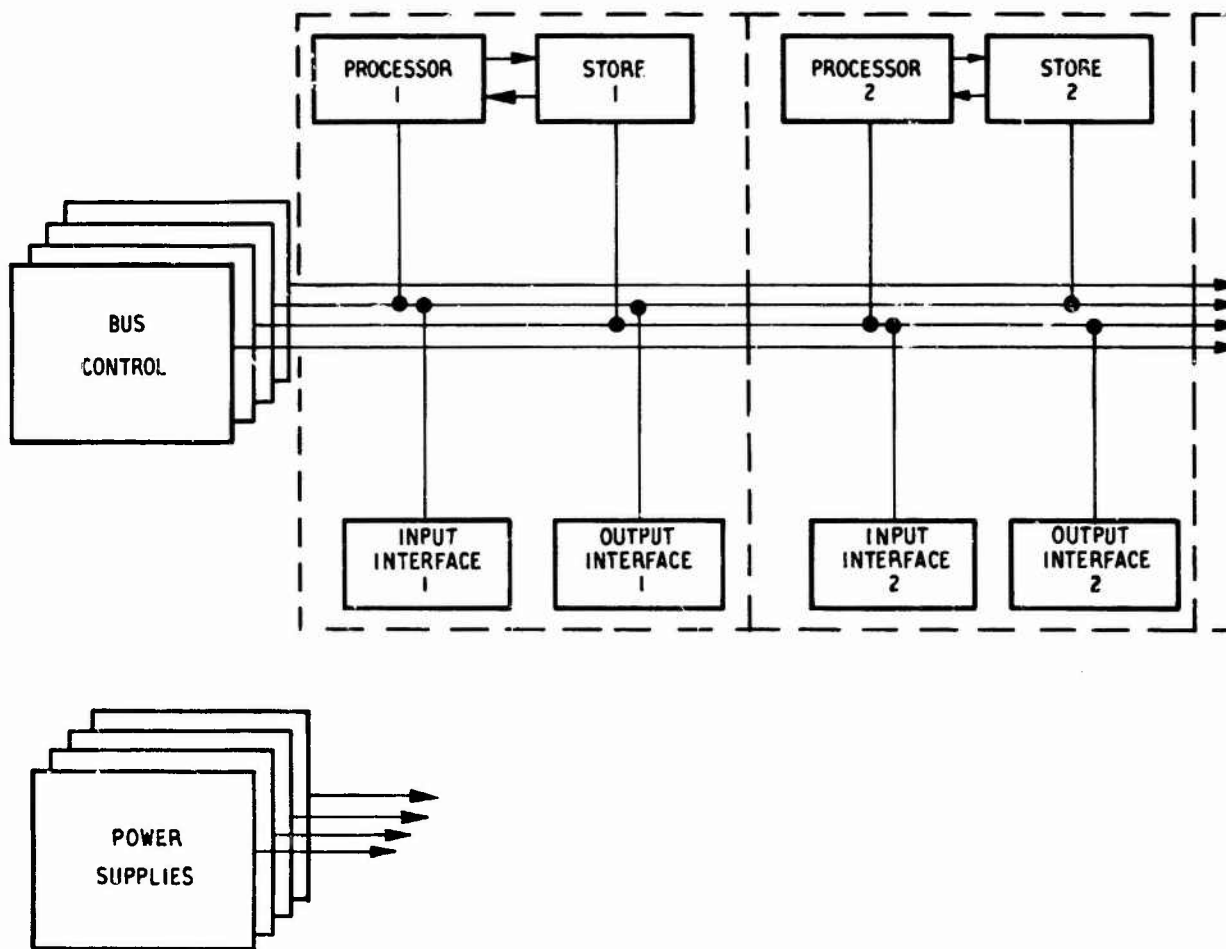 PROCESSOR
1
STORE
1
PROCESSOR
2
STORE
2
BUS
CONTROL
INPUT
INTERFACE
1
OUTPUT
INTERFACE
1
INPUT
INTERFACE
2
OUTPUT
INTERFACE
2
POWER
SUPPLIES